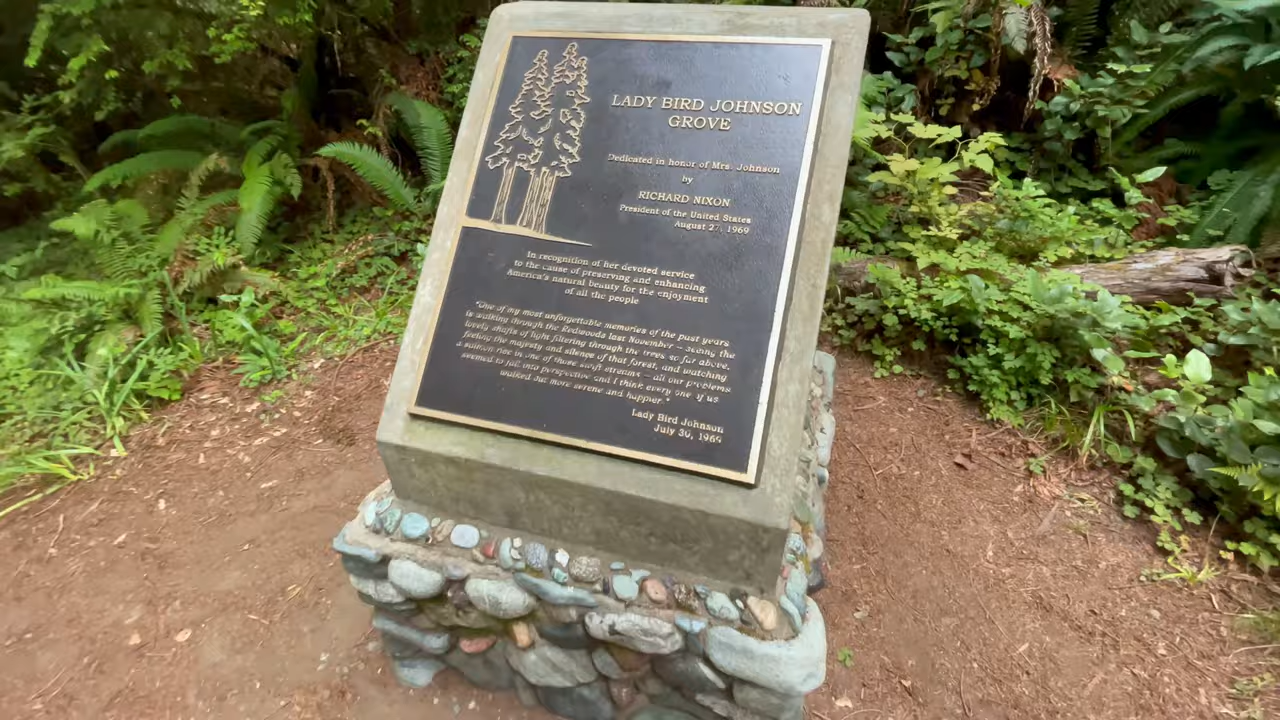 LADY BIRD JOHNSON
GROVE
Dedicated in honor of Mrs. Johnson
by
RICHARD NIXON
President of the United States
August 27, 1969
In recognition of her devoted service
to the cause of preserving and enhancing
America's natural beauty for the enjoyment
of all the people
"One of my most unforgettable memories of the past years
is walking through the Redwoods last November – seeing the
lovely shafts of light filtering through the trees so far above,
feeling the majesty and silence of that forest, and watching
a salmon rise in one of those swift streams – all our problems
seemed to fall into perspective and I think every one of us
walked out more serene and happier."
Lady Bird Johnson
July 30, 1969